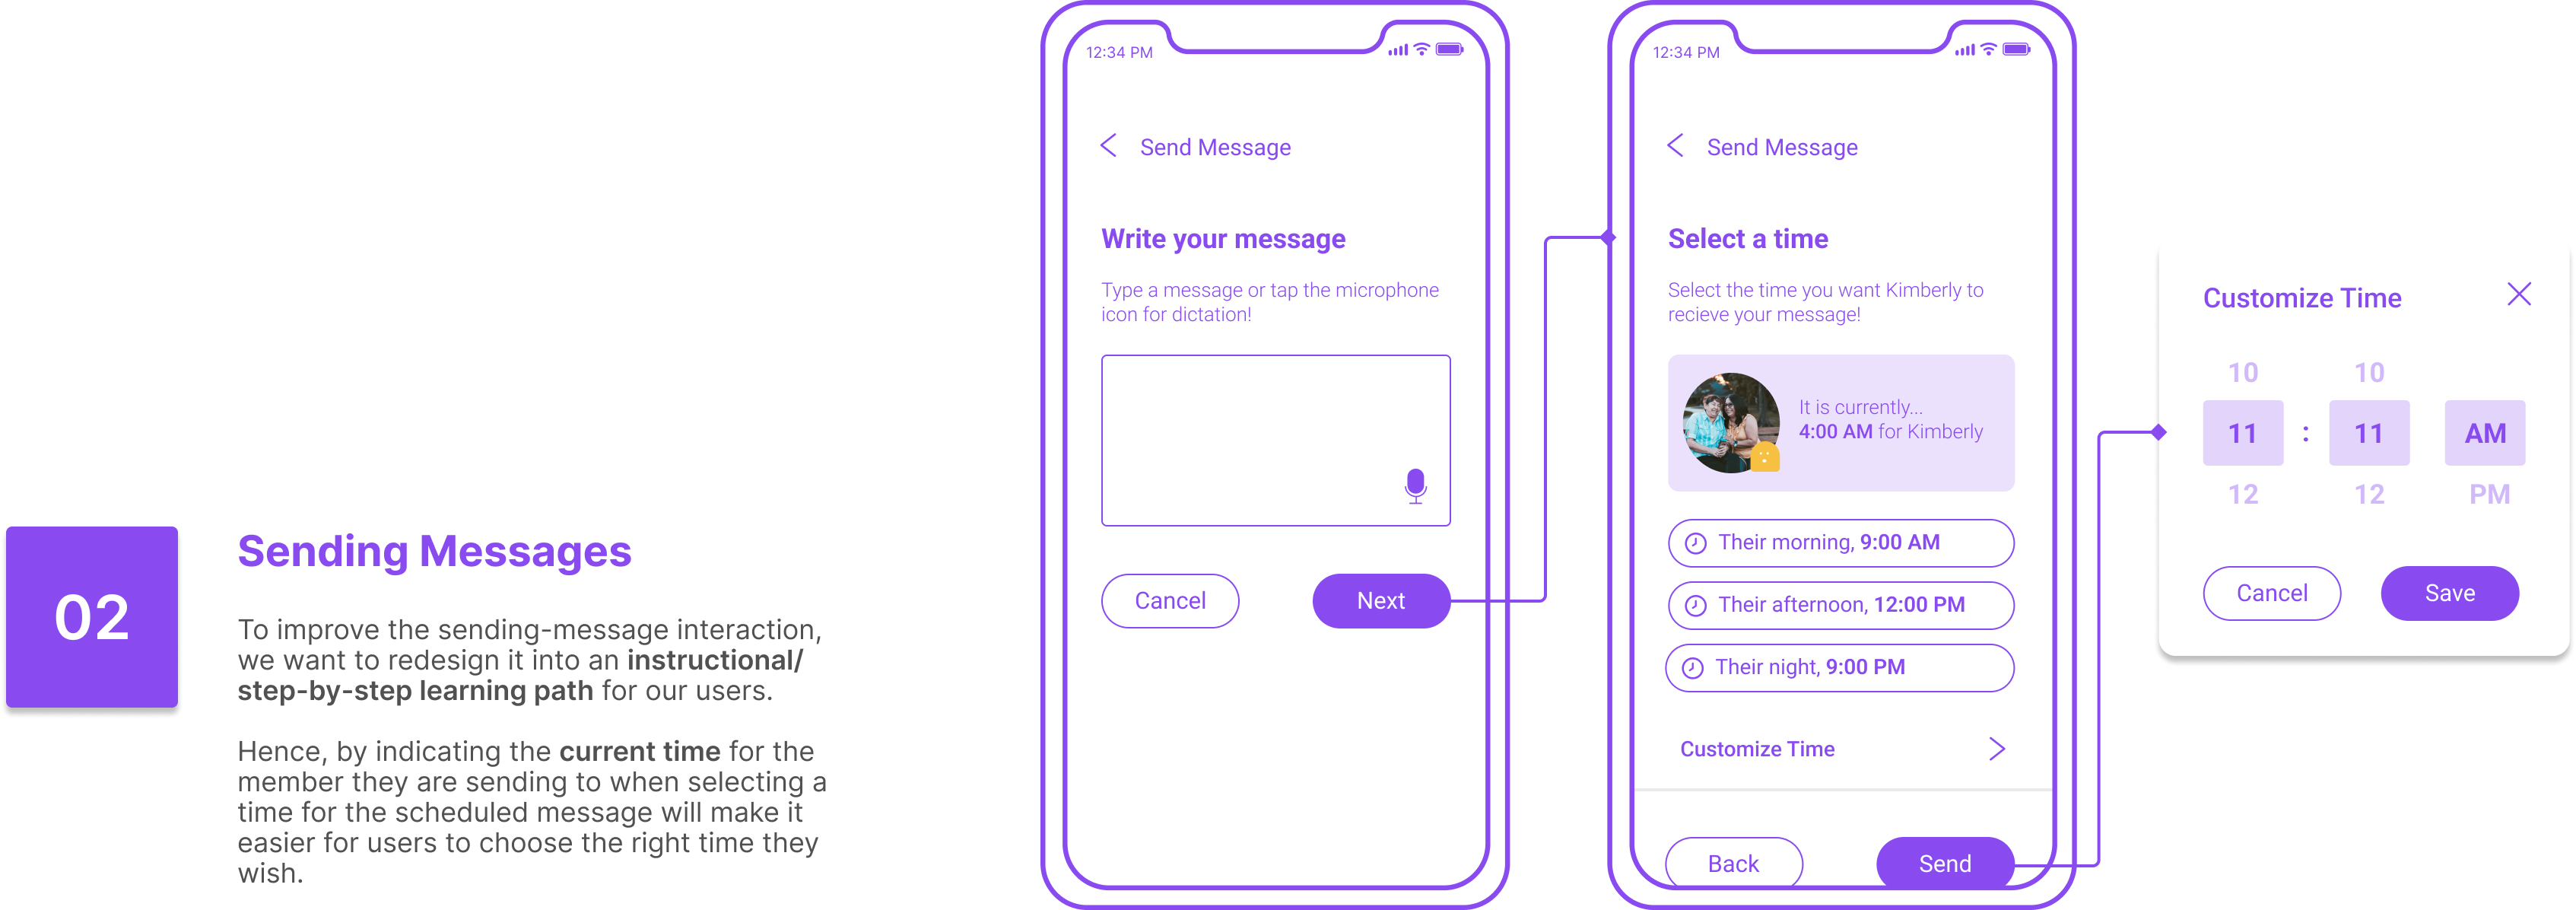 02
Sending Messages
To improve the sending-message interaction,
we want to redesign it into an instructional/
step-by-step learning path for our users.
Hence, by indicating the current time for the
member they are sending to when selecting a
time for the scheduled message will make it
easier for users to choose the right time they
wish.
12:34 PM
Send Message
Write your message
Type a message or tap the microphone
icon for dictation!
Cancel
Next
12:34 PM
Send Message
Select a time
Select the time you want Kimberly to
recieve your message!
It is currently...
4:00 AM for Kimberly
Their morning, 9:00 AM
Their afternoon, 12:00 PM
Their night, 9:00 PM
Customize Time
Back
Send
Customize Time
10 10
11 : 11 AM
12 12 PM
Cancel
Save